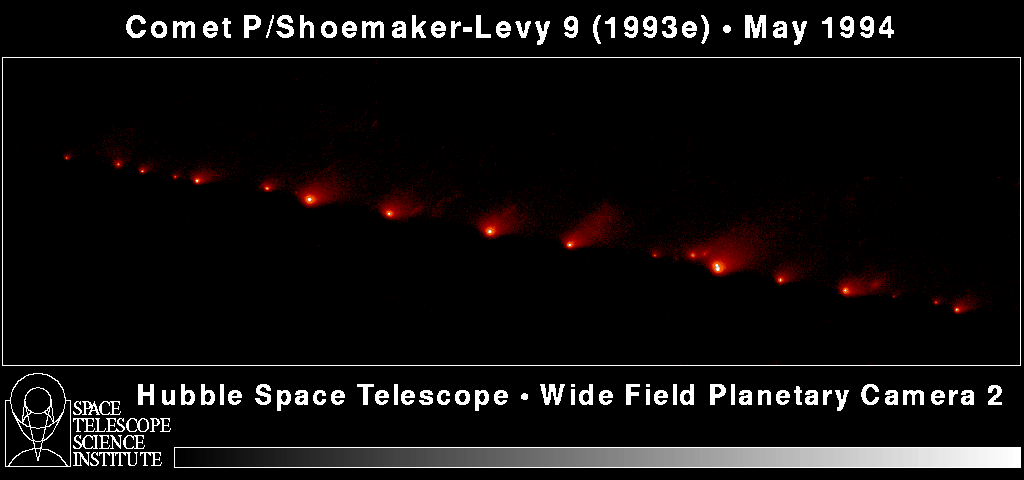 Comet P/Shoemaker-Levy 9 (1993e) • May 1994
Hubble Space Telescope • Wide Field Planetary Camera 2
SPACE
TELESCOPE
SCIENCE
INSTITUTE